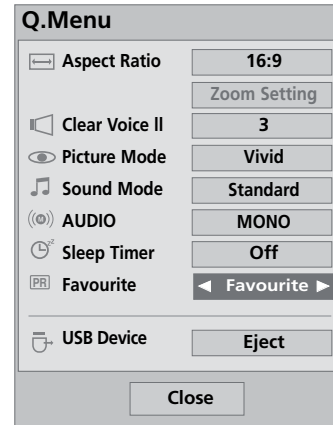 Q.Menu
Aspect Ratio 16:9
Zoom Setting
Clear Voice ll 3
Picture Mode Vivid
Sound Mode Standard
AUDIO MONO
Sleep Timer Off
PR Favourite ◀ Favourite ▶
USB Device Eject
Close